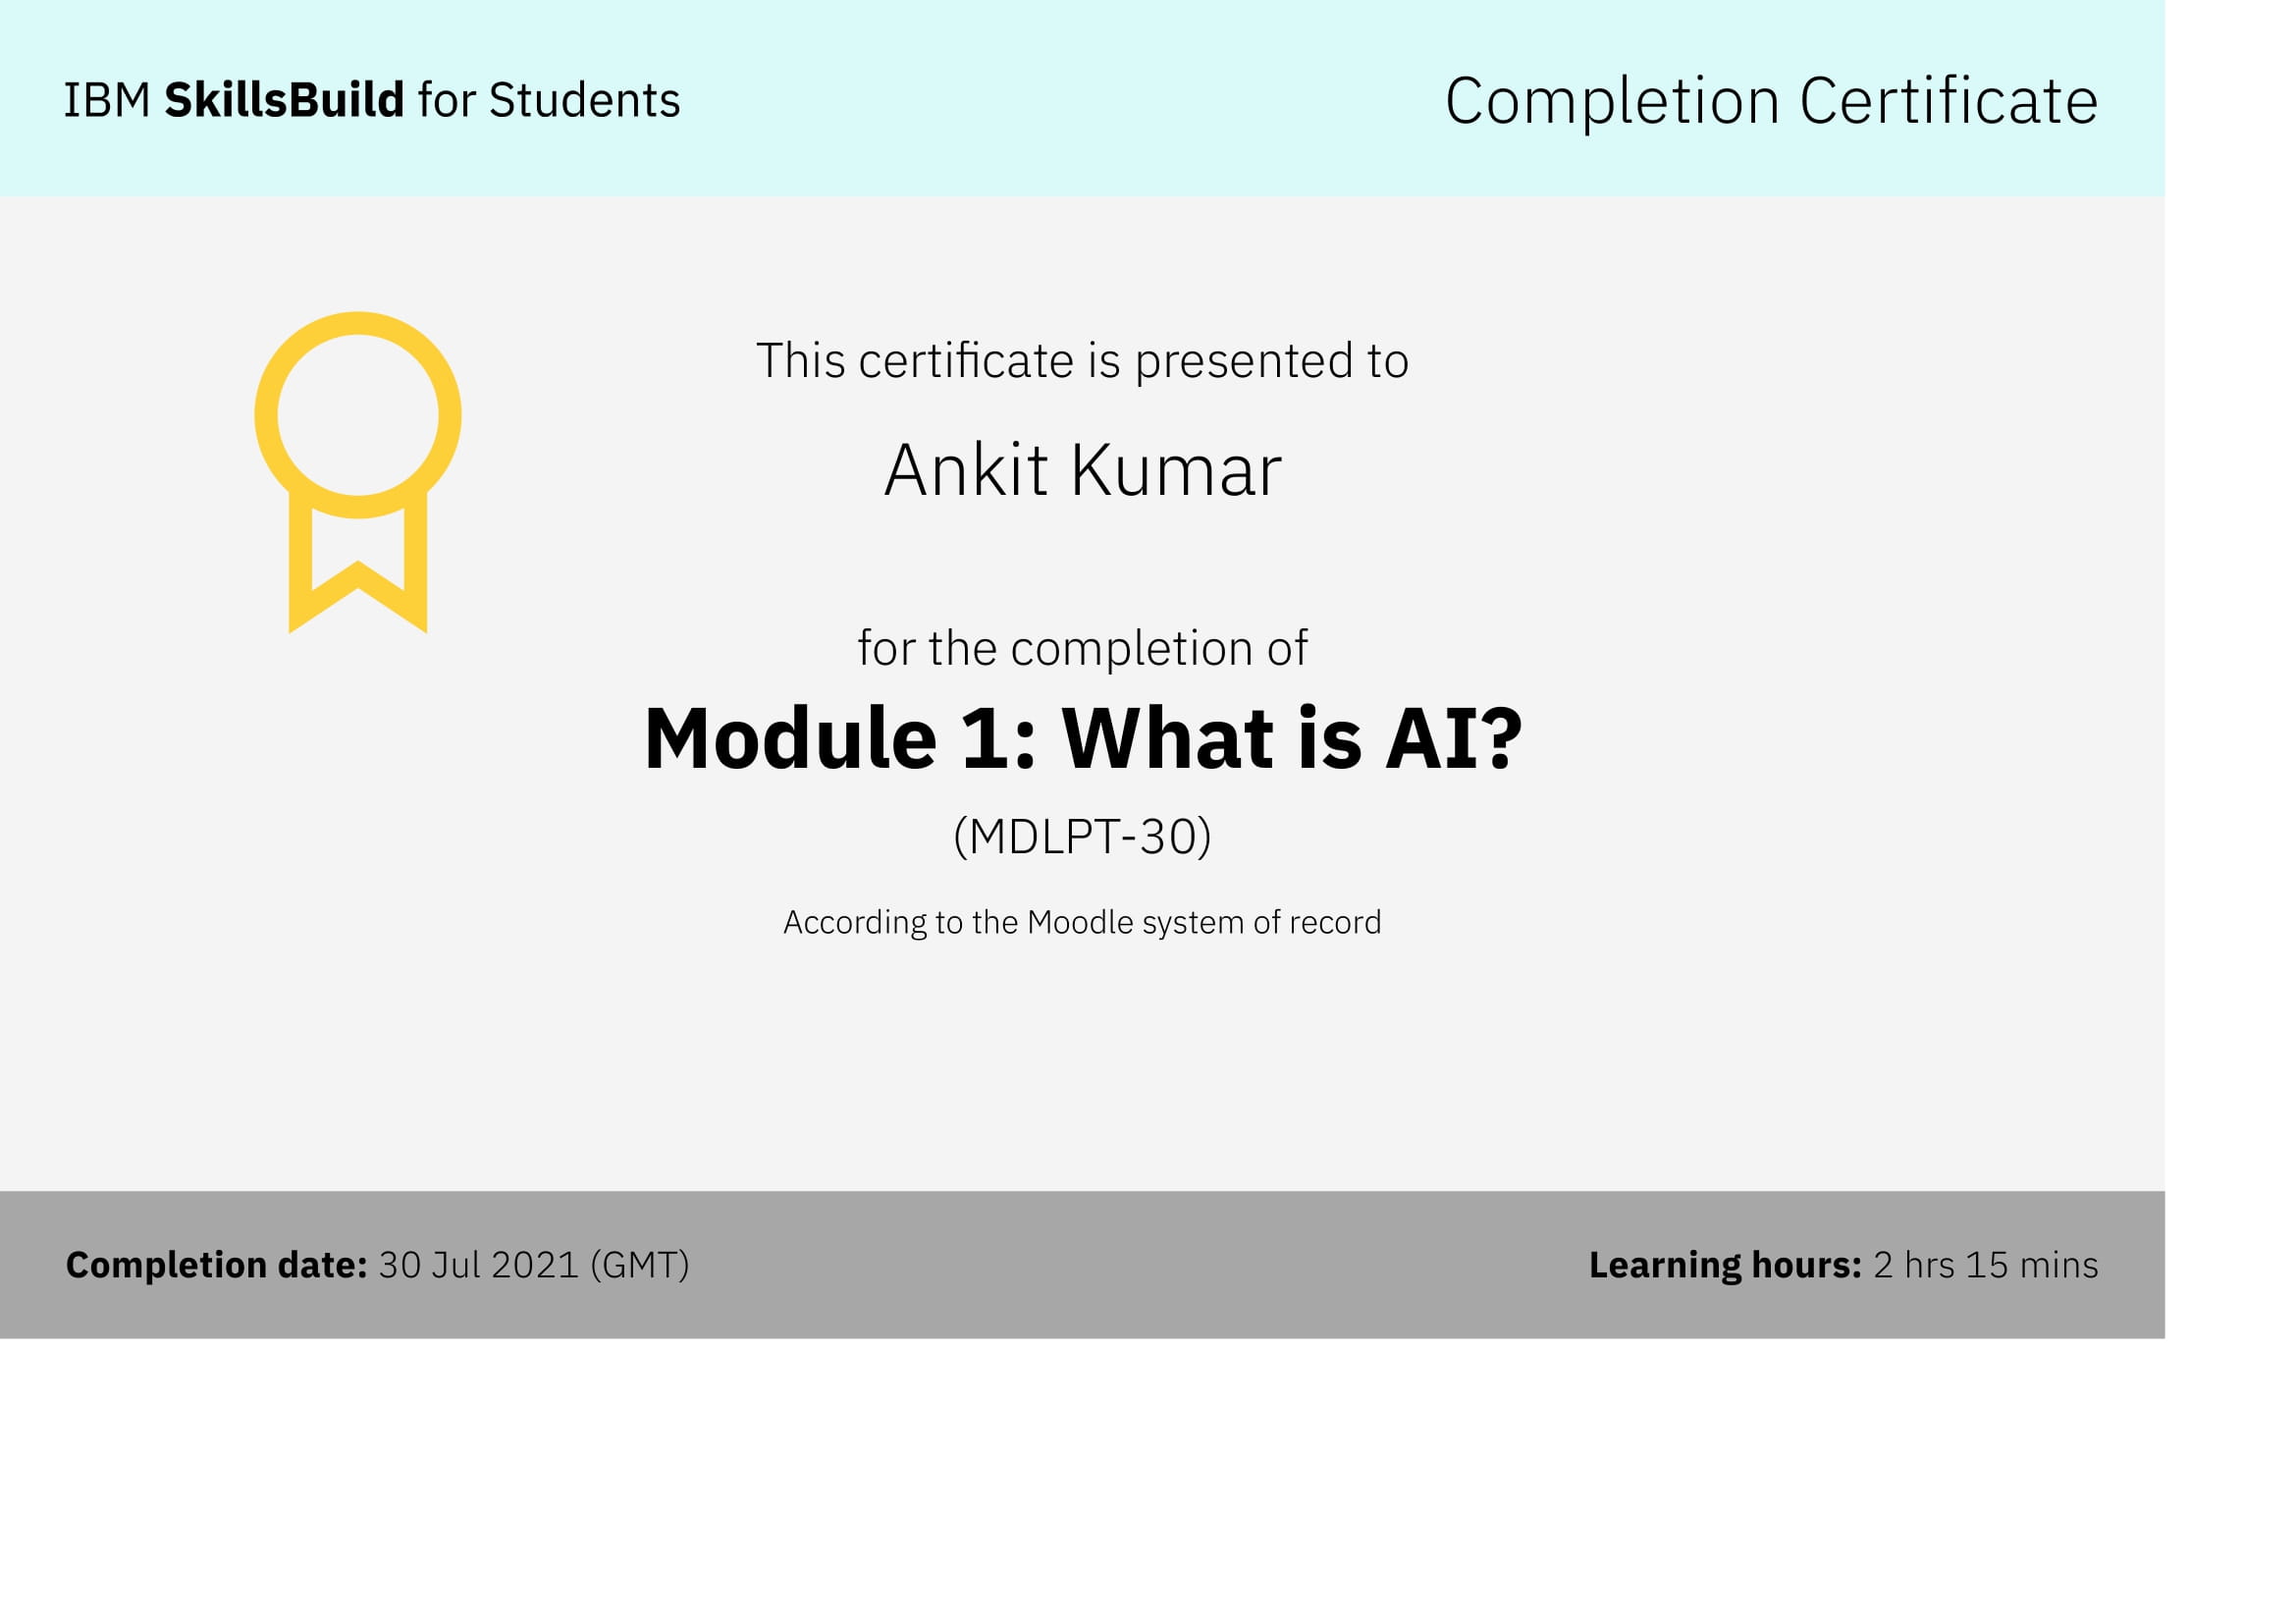 IBM SkillsBuild for Students
Completion Certificate
This certificate is presented to
Ankit Kumar
for the completion of
Module 1: What is AI?
(MDLPT-30)
According to the Moodle system of record
Completion date: 30 Jul 2021 (GMT)
Learning hours: 2 hrs 15 mins